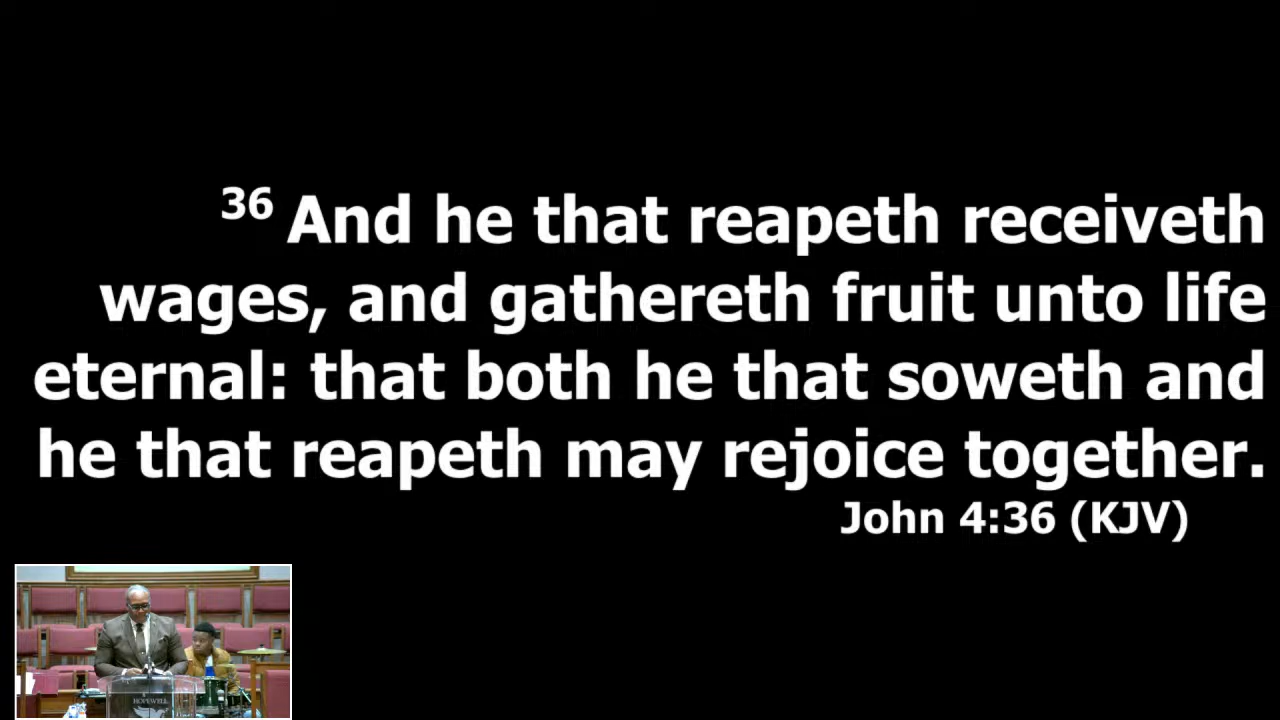 36 And he that reapeth receiveth
wages, and gathereth fruit unto life
eternal: that both he that soweth and
he that reapeth may rejoice together.
John 4:36 (KJV)
HOPEWELL